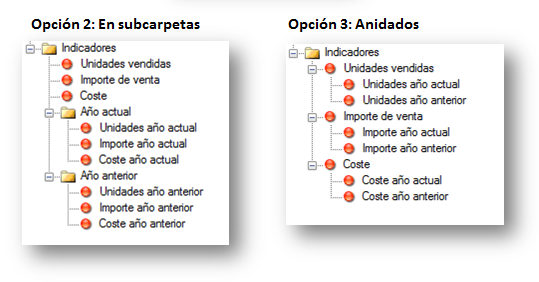 Opción 2: En subcarpetas
Indicadores
Unidades vendidas
Importe de venta
Coste
Año actual
Unidades año actual
Importe año actual
Coste año actual
Año anterior
Unidades año anterior
Importe año anterior
Coste año anterior
Opción 3: Anidados
Indicadores
Unidades vendidas
Unidades año actual
Unidades año anterior
Importe de venta
Importe año actual
Importe año anterior
Coste
Coste año actual
Coste año anterior